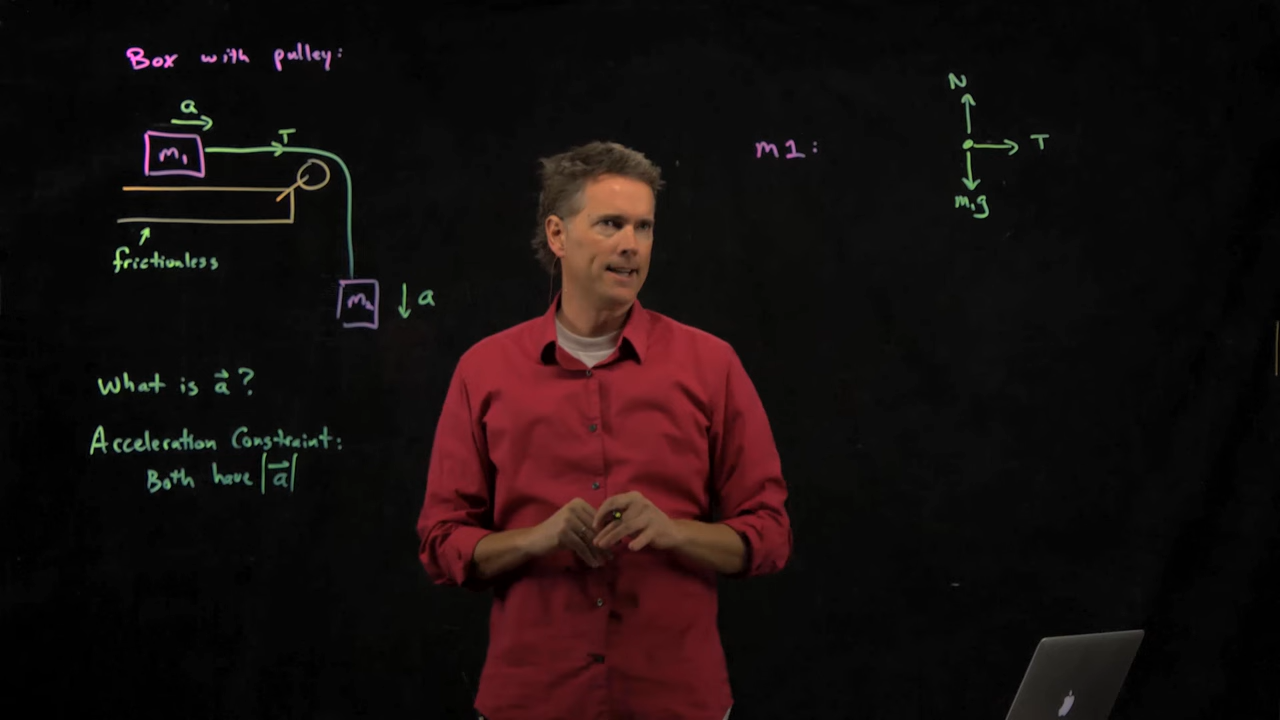 Box with pulley:
a
m₁
T
frictionless
m₂
a
What is a⃗?
Acceleration Constraint:
Both have |a⃗|
m1:
N
T
m₁g